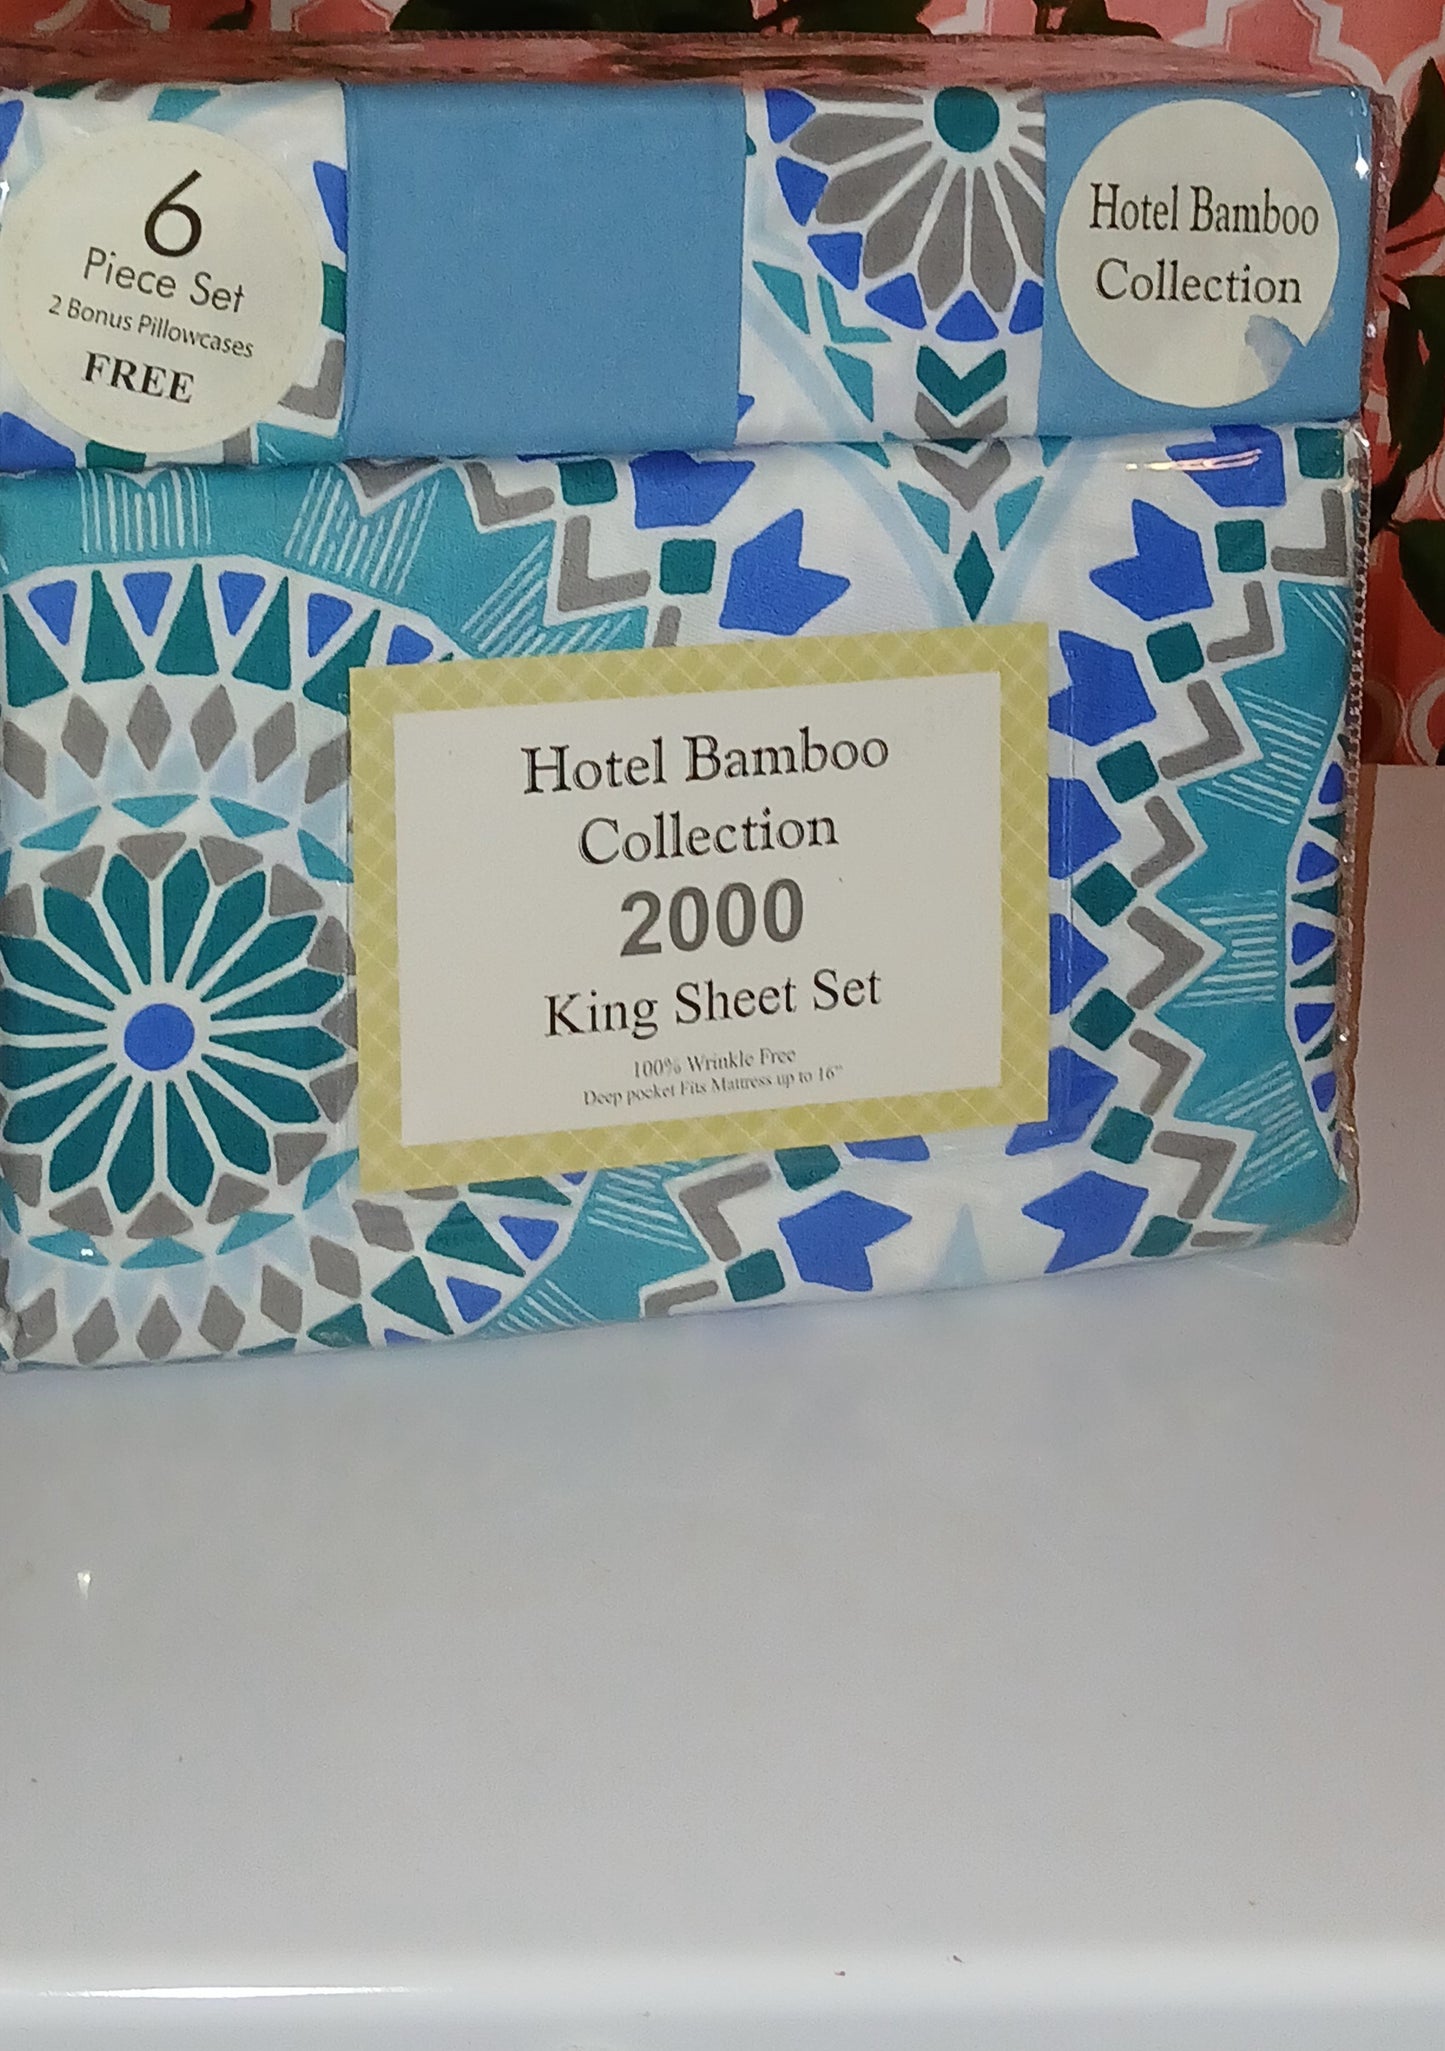 6
Piece Set
2 Bonus Pillowcases
FREE
Hotel Bamboo
Collection
Hotel Bamboo
Collection
2000
King Sheet Set
100% Wrinkle Free
Deep pocket Fits Mattress up to 16"